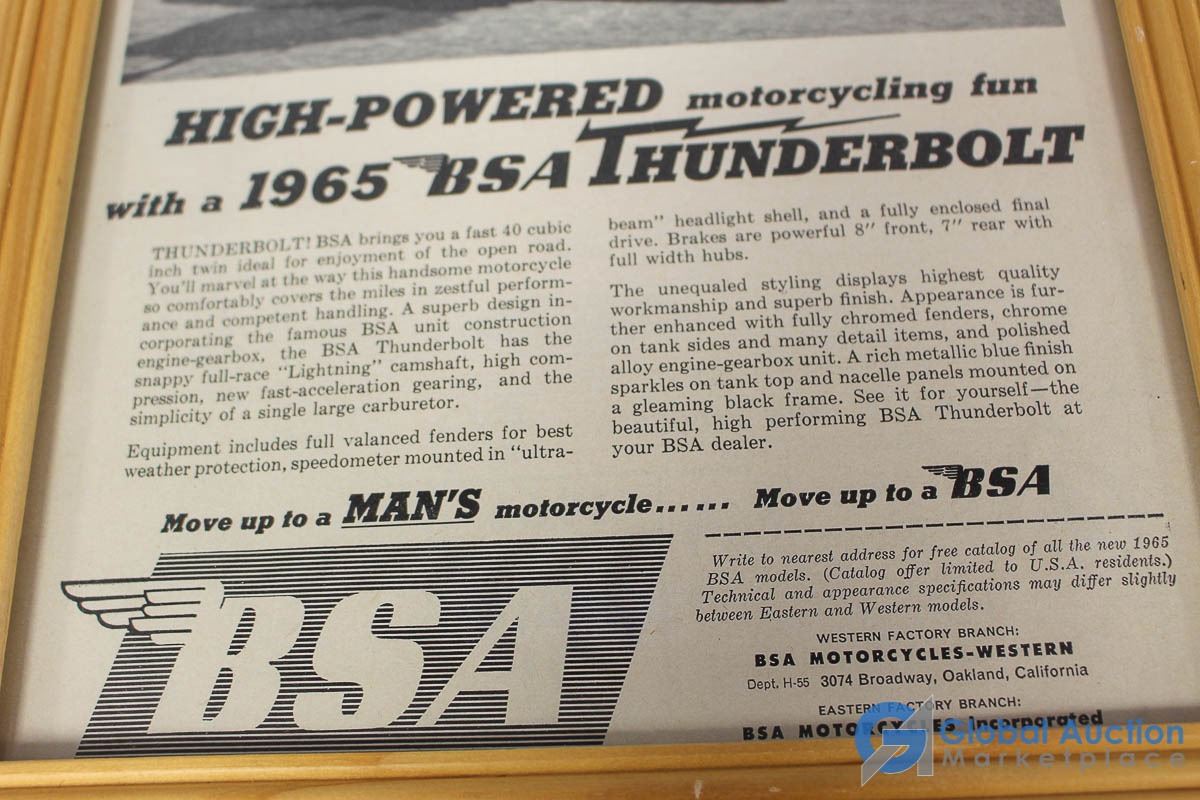 HIGH-POWERED motorcycling fun
with a 1965 BSA THUNDERBOLT
THUNDERBOLT! BSA brings you a fast 40 cubic
inch twin ideal for enjoyment of the open road.
You'll marvel at the way this handsome motorcycle
so comfortably covers the miles in zestful perform-
ance and competent handling. A superb design in-
corporating the famous BSA unit construction
engine-gearbox, the BSA Thunderbolt has the
snappy full-race "Lightning" camshaft, high com-
pression, new fast-acceleration gearing, and the
simplicity of a single large carburetor.
Equipment includes full valanced fenders for best
weather protection, speedometer mounted in "ultra-
beam" headlight shell, and a fully enclosed final
drive. Brakes are powerful 8" front, 7" rear with
full width hubs.
The unequaled styling displays highest quality
workmanship and superb finish. Appearance is fur-
ther enhanced with fully chromed fenders, chrome
on tank sides and many detail items, and polished
alloy engine-gearbox unit. A rich metallic blue finish
sparkles on tank top and nacelle panels mounted on
a gleaming black frame. See it for yourself—the
beautiful, high performing BSA Thunderbolt at
your BSA dealer.
Move up to a MAN'S motorcycle...... Move up to a BSA
BSA
Write to nearest address for free catalog of all the new 1965
BSA models. (Catalog offer limited to U.S.A. residents.)
Technical and appearance specifications may differ slightly
between Eastern and Western models.
WESTERN FACTORY BRANCH:
BSA MOTORCYCLES-WESTERN
Dept. H-55 3074 Broadway, Oakland, California
EASTERN FACTORY BRANCH:
BSA MOTORCYCLES incorporated
Global Auction
Marketplace